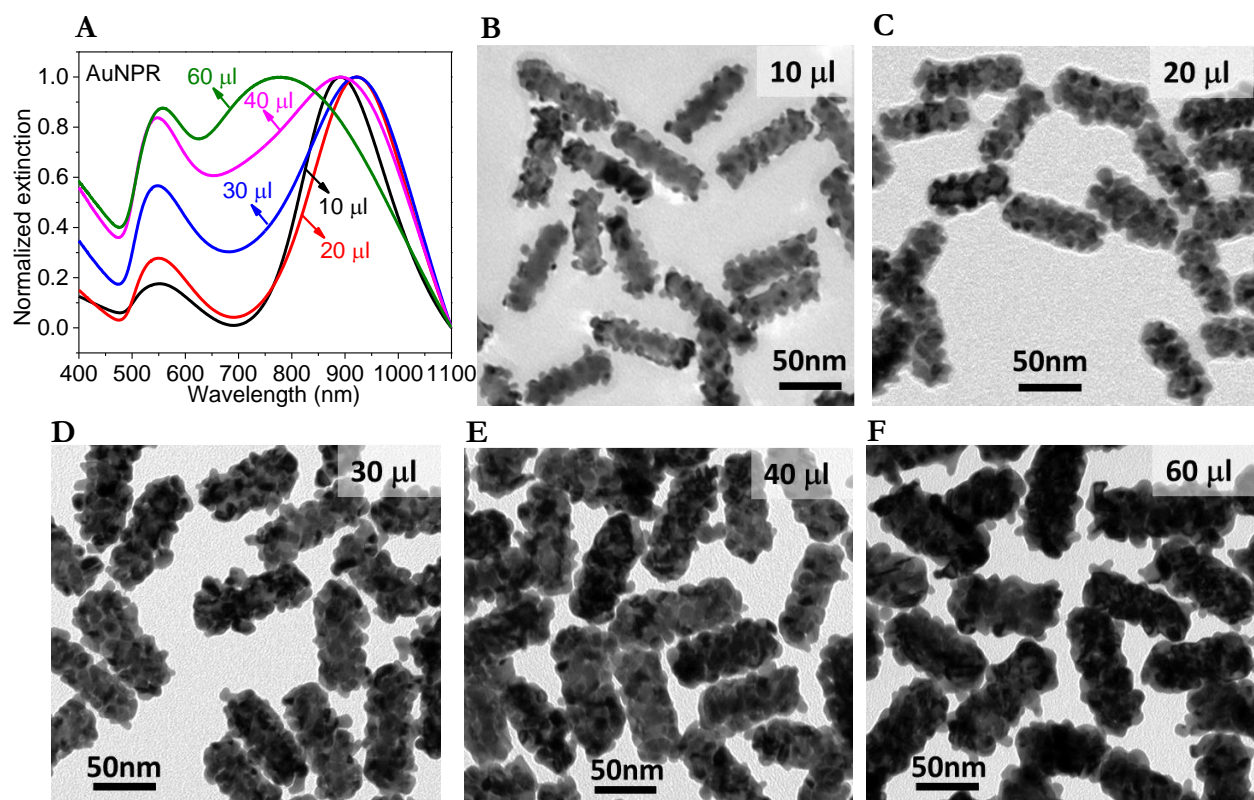 A
B
C
AuNPR
60 μl
40 μl
30 μl
10 μl
20 μl
Normalized extinction
1.0
0.8
0.6
0.4
0.2
0.0
400 500 600 700 800 900 1000 1100
Wavelength (nm)
10 μl
50nm
20 μl
50nm
D
E
F
30 μl
50nm
40 μl
50nm
60 μl
50nm